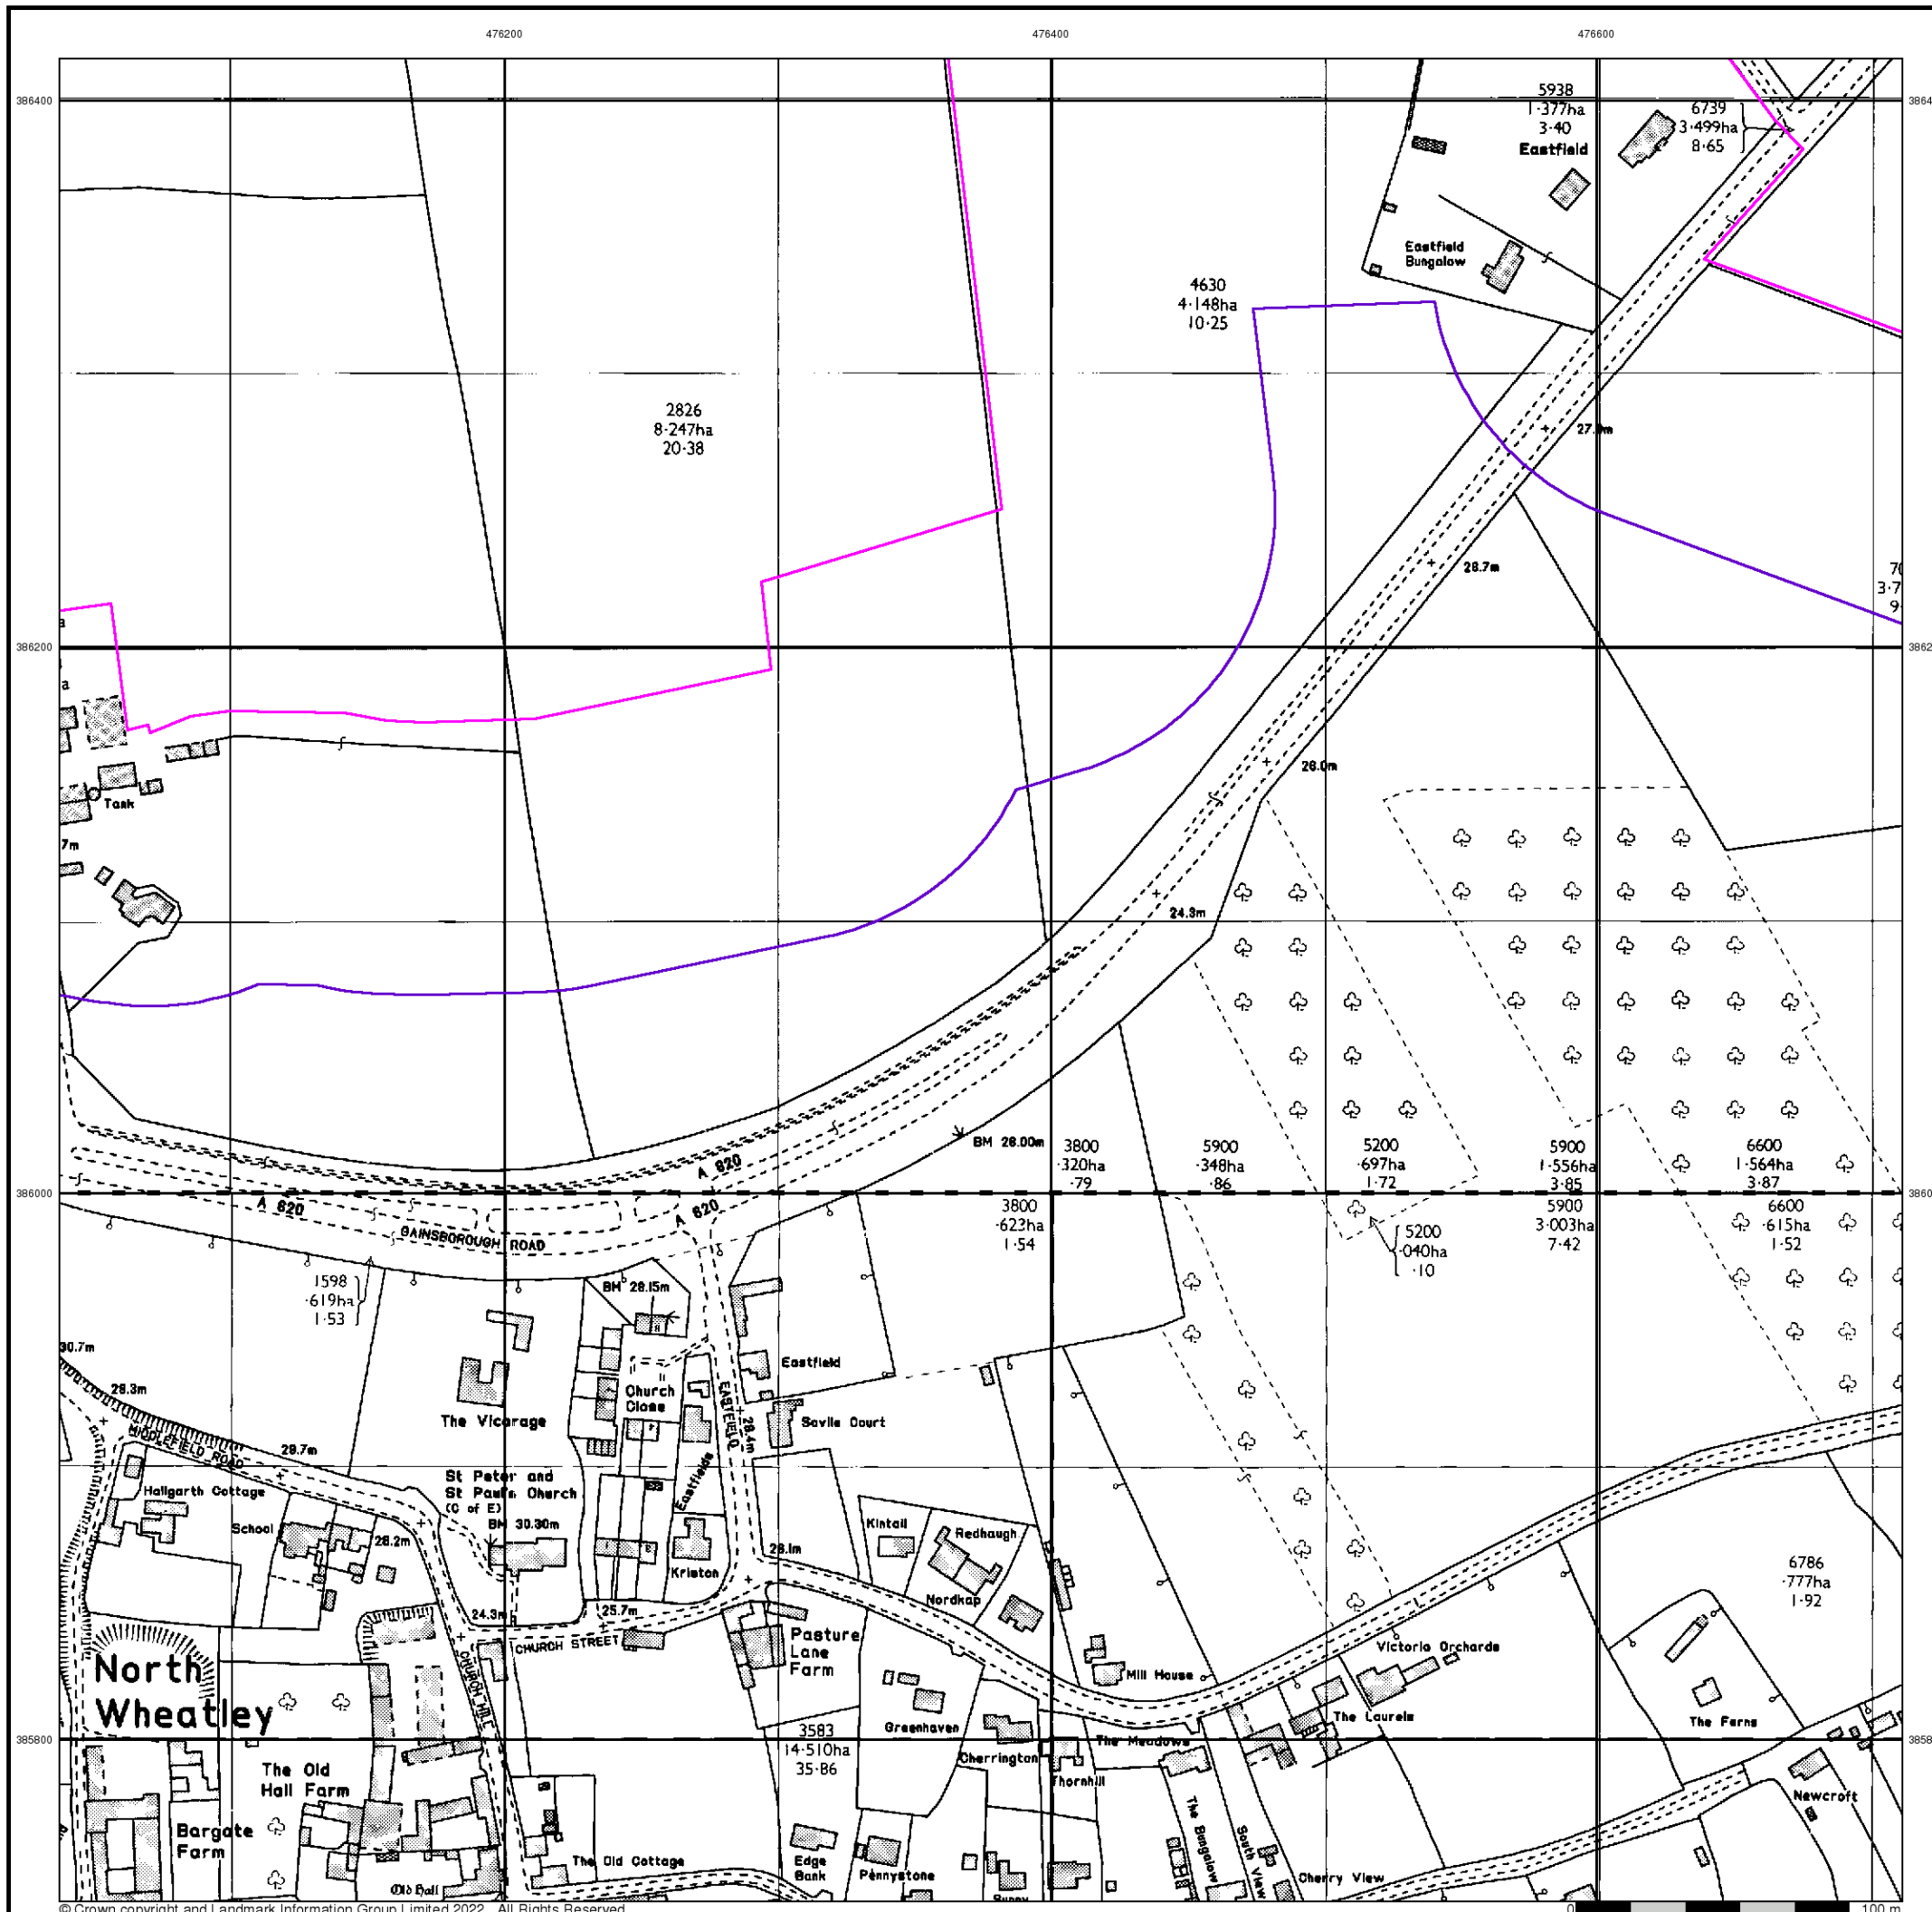 476200
476400
476600
386400
5938
1·377ha
3·40
Eastfield
6739
3·499ha
8·65
Eastfield
Bungalow
4630
4·148ha
10·25
2826
8·247ha
20·38
28.7m
386200
a
Tank
7m
28.0m
24.3m
BM 28.00m
3800
·320ha
·79
5900
·348ha
·86
5200
·697ha
1·72
5900
1·556ha
3·85
6600
1·564ha
3·87
386000
A 620
A 620
A 620
GAINSBOROUGH ROAD
3800
·623ha
1·54
5200
·040ha
·10
5900
3·003ha
7·42
6600
·615ha
1·52
1598
·619ha
1·53
BM 28.15m
30.7m
28.3m
MIDDLEFIELD ROAD
29.7m
The Vicarage
Church
Close
Eastfield
EASTFIELD
28.4m
Savile Court
Eastfields
Hallgarth Cottage
School
28.2m
St Peter and
St Paul's Church
(C of E)
BM 30.30m
Kriston
28.1m
Kintail
Redhaugh
Nordkap
24.3m
25.7m
CHURCH STREET
CHURCH HILL
Pasture
Lane
Farm
6786
·777ha
1·92
Victoria Orchards
Mill House
North
Wheatley
Greenhaven
The Laurels
The Ferns
385800
3583
14·510ha
35·86
Cherrington
The Meadows
Thornhill
The Old
Hall Farm
Newcroft
Bargate
Farm
The
Bungalow
South View
The Old Cottage
Edge
Bank
Pennystone
Cherry View
Old Hall
Sunny
© Crown copyright and Landmark Information Group Limited 2022. All Rights Reserved.
0
100 m